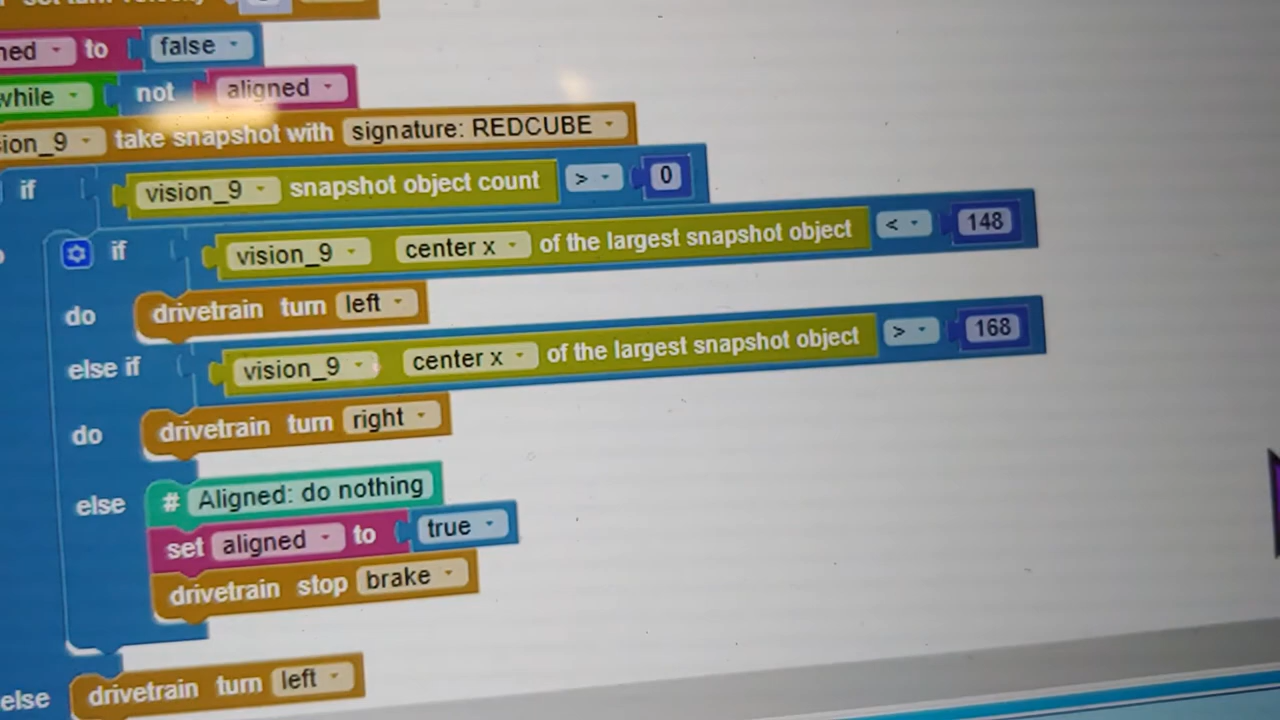 to false
while not aligned
take snapshot with signature: REDCUBE
if vision_9 snapshot object count > 0
if vision_9 center x of the largest snapshot object < 148
do drivetrain turn left
else if vision_9 center x of the largest snapshot object > 168
do drivetrain turn right
else # Aligned: do nothing
set aligned to true
drivetrain stop brake
else drivetrain turn left